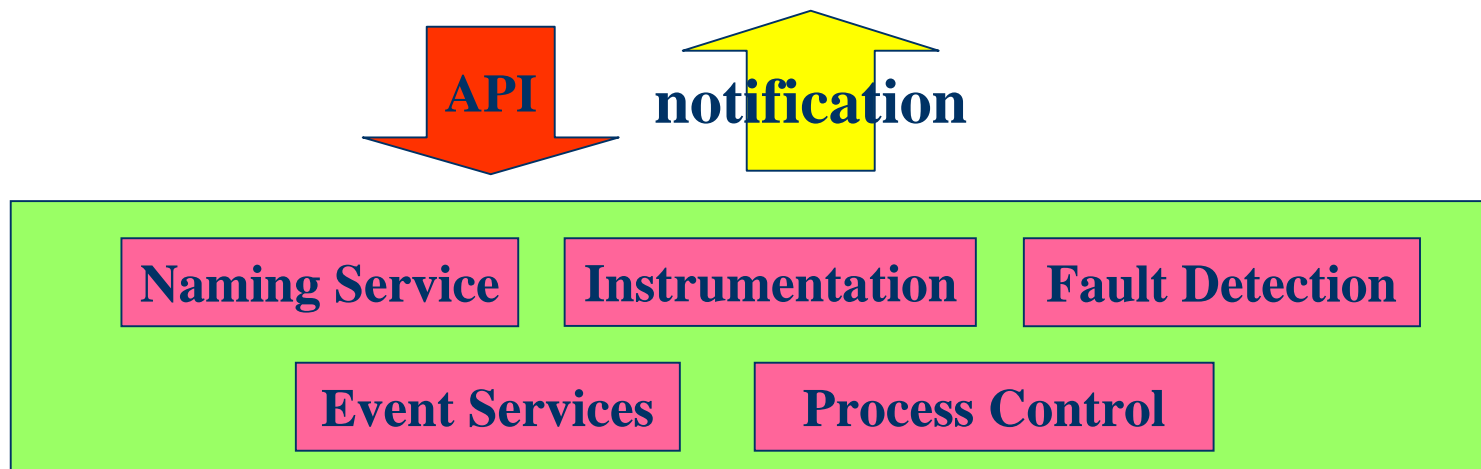 API
notification
Naming Service
Instrumentation
Fault Detection
Event Services
Process Control